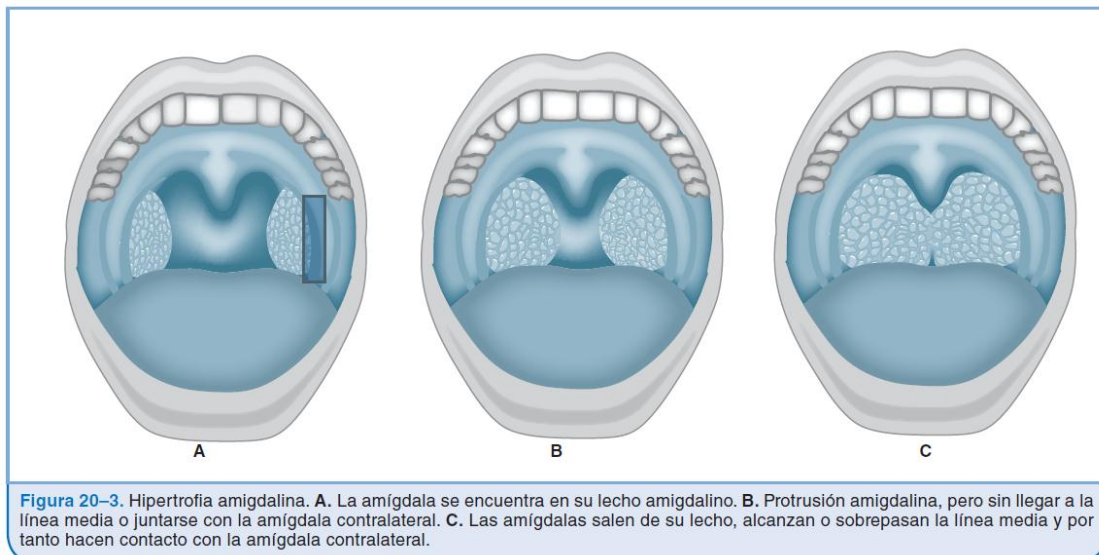 A
B
C
Figura 20–3. Hipertrofia amigdalina. A. La amígdala se encuentra en su lecho amigdalino. B. Protrusión amigdalina, pero sin llegar a la
línea media o juntarse con la amígdala contralateral. C. Las amígdalas salen de su lecho, alcanzan o sobrepasan la línea media y por
tanto hacen contacto con la amígdala contralateral.